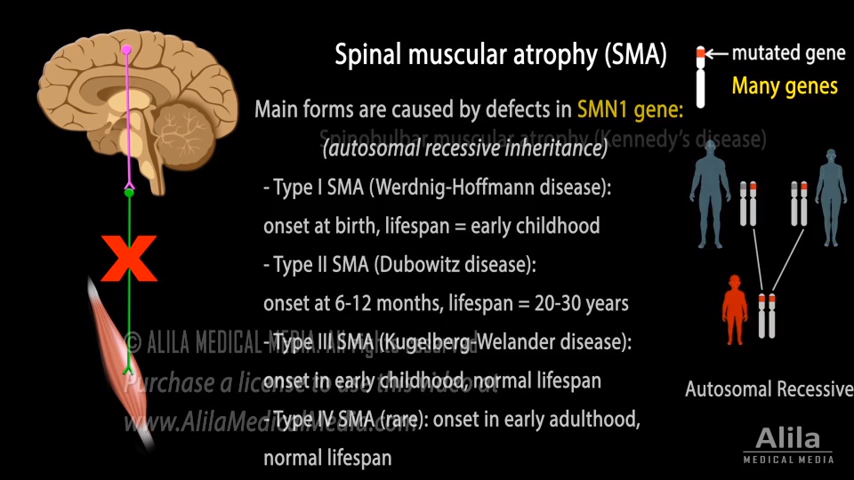 Spinal muscular atrophy (SMA)
mutated gene
Many genes
Main forms are caused by defects in SMN1 gene:
Spinobulbar muscular atrophy (Kennedy's disease)
(autosomal recessive inheritance)
- Type I SMA (Werdnig-Hoffmann disease):
onset at birth, lifespan = early childhood
- Type II SMA (Dubowitz disease):
onset at 6-12 months, lifespan = 20-30 years
© ALILA MEDICAL MEDIA. All rights reserved
- Type III SMA (Kugelberg-Welander disease):
Purchase a license to use this video at
onset in early childhood, normal lifespan
www.AlilaMedicalMedia.com
- Type IV SMA (rare): onset in early adulthood,
normal lifespan
Autosomal Recessive
Alila
MEDICAL MEDIA